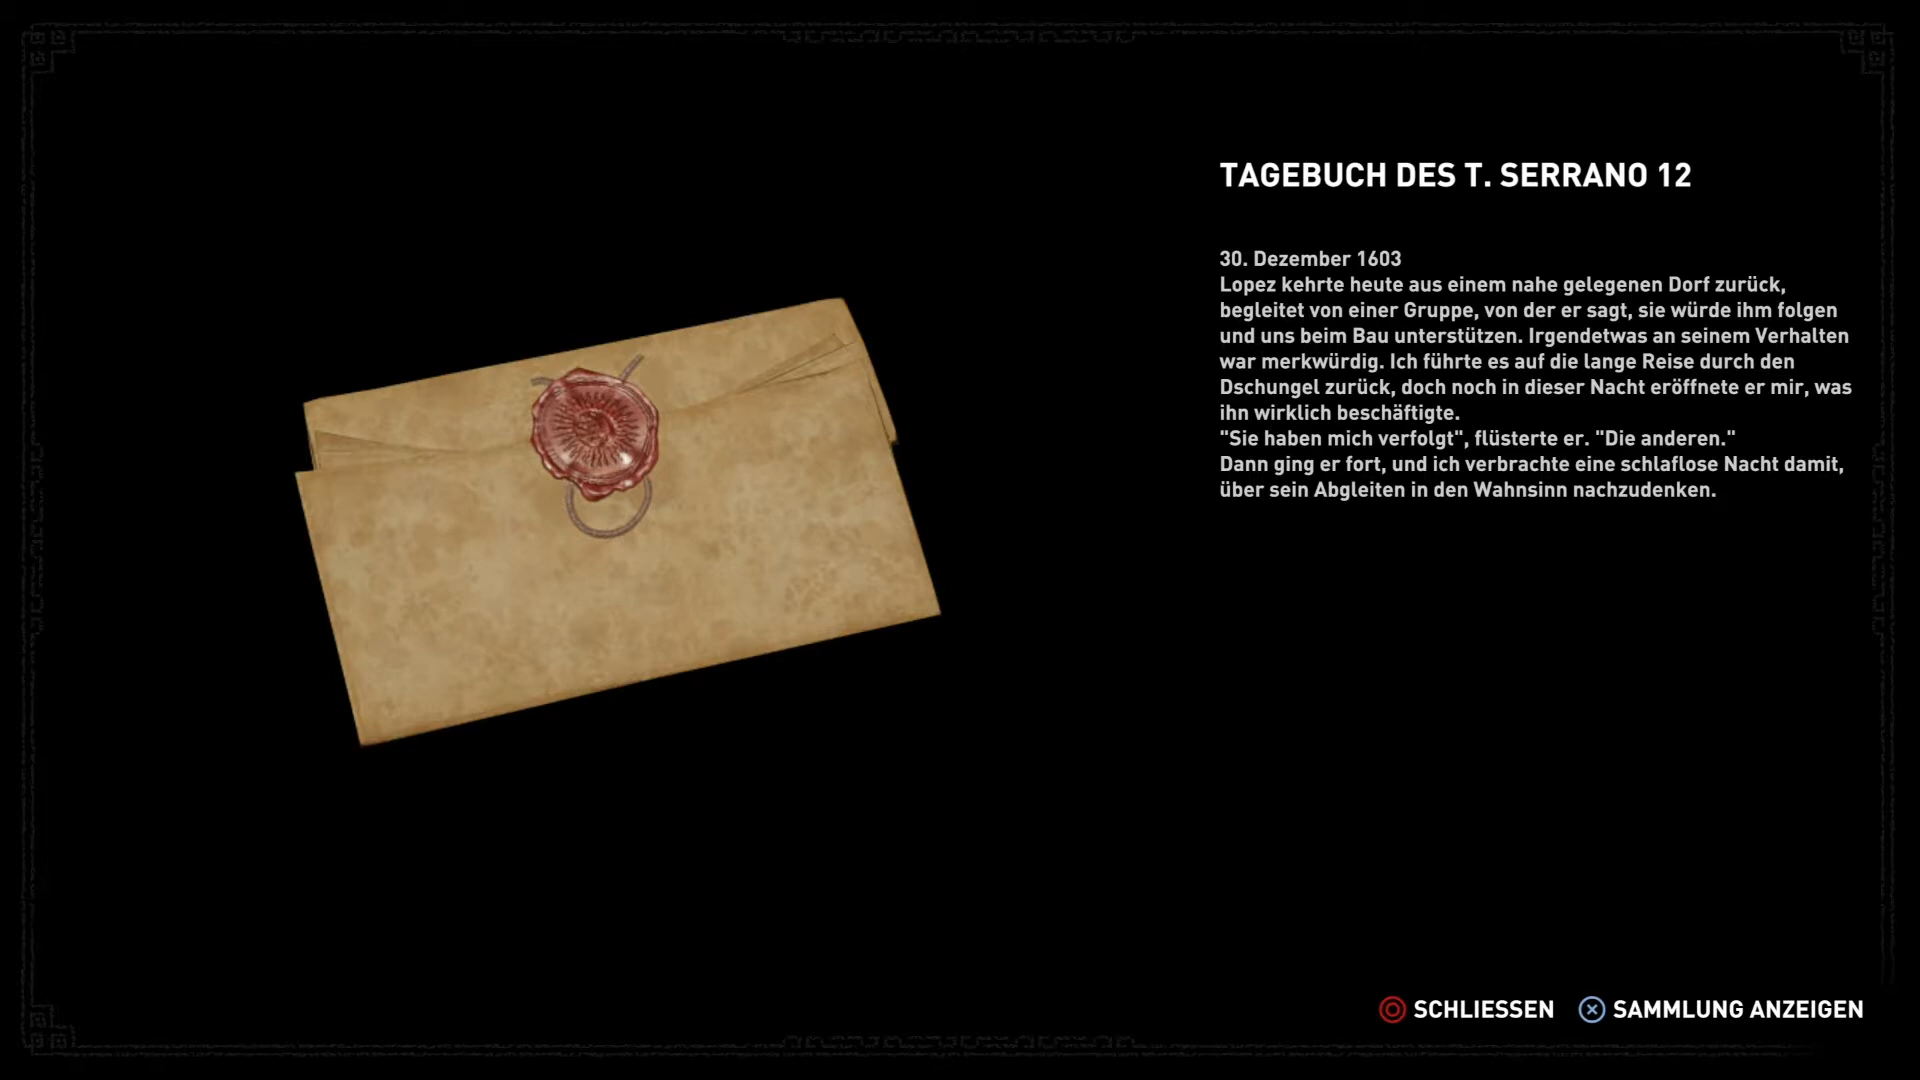 TAGEBUCH DES T. SERRANO 12
30. Dezember 1603
Lopez kehrte heute aus einem nahe gelegenen Dorf zurück,
begleitet von einer Gruppe, von der er sagt, sie würde ihm folgen
und uns beim Bau unterstützen. Irgendetwas an seinem Verhalten
war merkwürdig. Ich führte es auf die lange Reise durch den
Dschungel zurück, doch noch in dieser Nacht eröffnete er mir, was
ihn wirklich beschäftigte.
"Sie haben mich verfolgt", flüsterte er. "Die anderen."
Dann ging er fort, und ich verbrachte eine schlaflose Nacht damit,
über sein Abgleiten in den Wahnsinn nachzudenken.
SCHLIESSEN SAMMLUNG ANZEIGEN